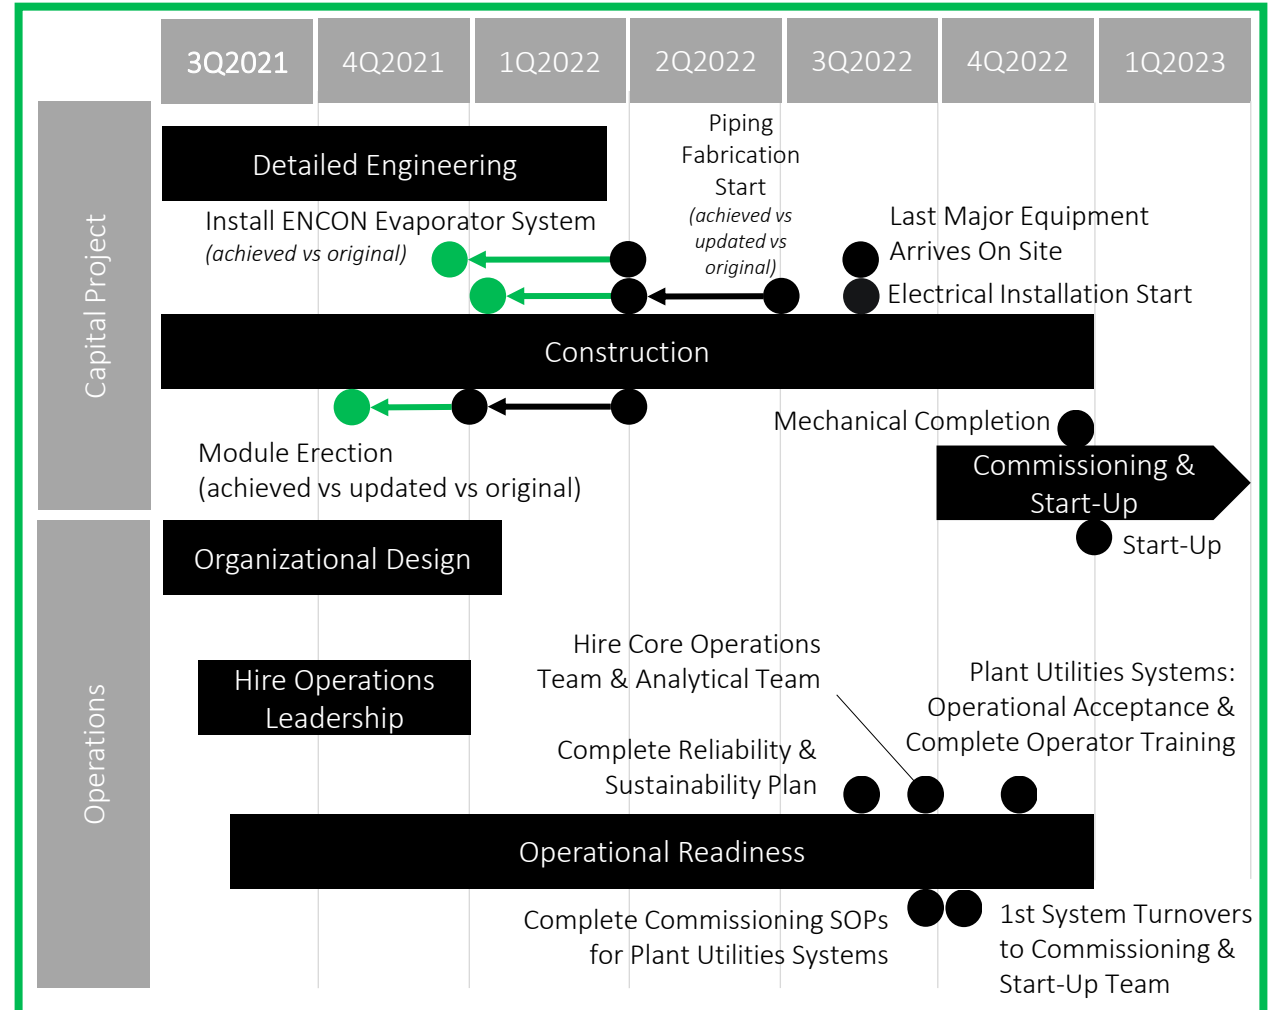 3Q2021
4Q2021
1Q2022
2Q2022
3Q2022
4Q2022
1Q2023
Capital Project
Detailed Engineering
Piping
Fabrication
Start
(achieved vs
updated vs
original)
Install ENCON Evaporator System
(achieved vs original)
Last Major Equipment
Arrives On Site
Electrical Installation Start
Construction
Module Erection
(achieved vs updated vs original)
Mechanical Completion
Commissioning &
Start-Up
Start-Up
Operations
Organizational Design
Hire Operations
Leadership
Hire Core Operations
Team & Analytical Team
Plant Utilities Systems:
Operational Acceptance &
Complete Operator Training
Complete Reliability &
Sustainability Plan
Operational Readiness
Complete Commissioning SOPs
for Plant Utilities Systems
1st System Turnovers
to Commissioning &
Start-Up Team